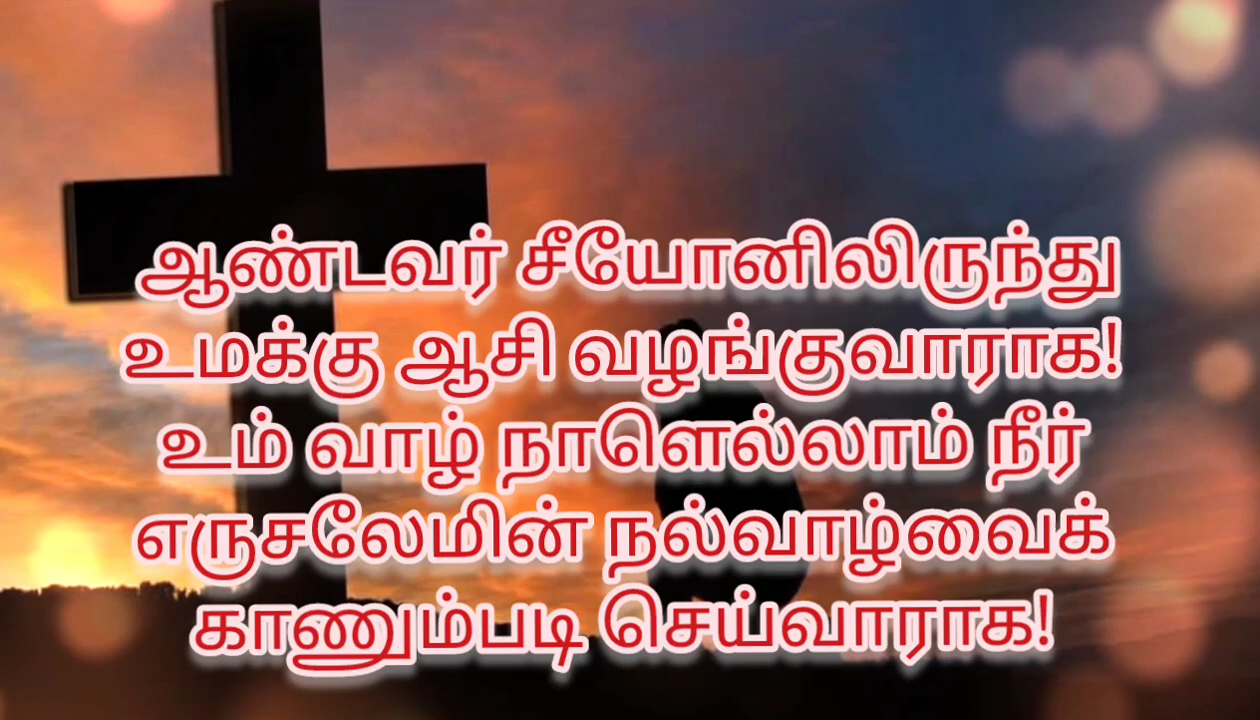 ஆண்டவர் சீயோனிலிருந்து
உமக்கு ஆசி வழங்குவாராக!
உம் வாழ் நாளெல்லாம் நீர்
எருசலேமின் நல்வாழ்வைக்
காணும்படி செய்வாராக!